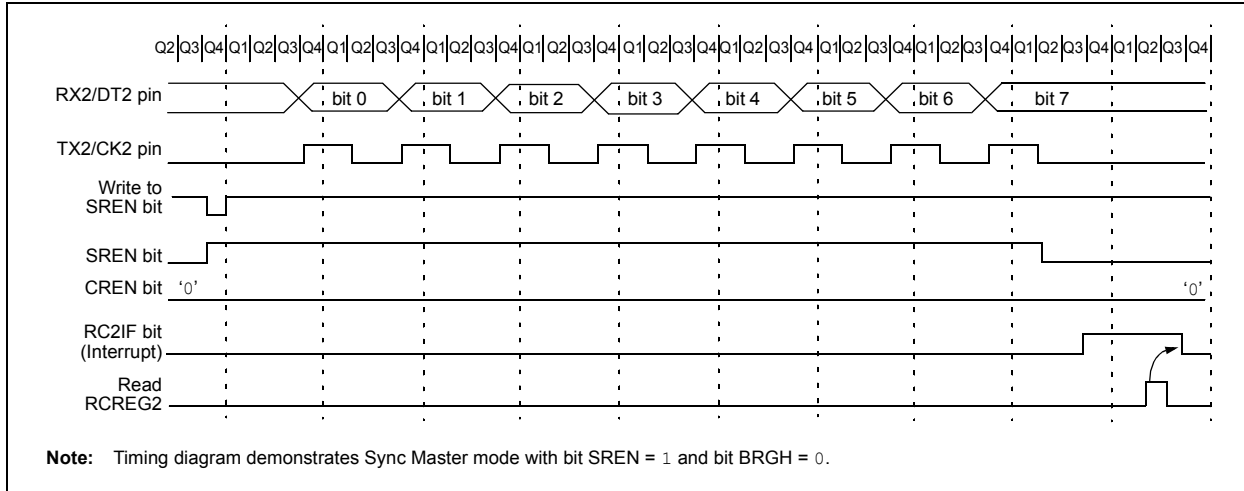 Q2|Q3|Q4|Q1|Q2|Q3|Q4|Q1|Q2|Q3|Q4|Q1|Q2|Q3|Q4|Q1|Q2|Q3|Q4|Q1|Q2|Q3|Q4|Q1|Q2|Q3|Q4|Q1|Q2|Q3|Q4|Q1|Q2|Q3|Q4|Q1|Q2|Q3|Q4|Q1|Q2|Q3|Q4|
RX2/DT2 pin bit 0 bit 1 bit 2 bit 3 bit 4 bit 5 bit 6 bit 7
TX2/CK2 pin
Write to
SREN bit
SREN bit
CREN bit ‘0’ ‘0’
RC2IF bit
(Interrupt)
Read
RCREG2
Note: Timing diagram demonstrates Sync Master mode with bit SREN = 1 and bit BRGH = 0.